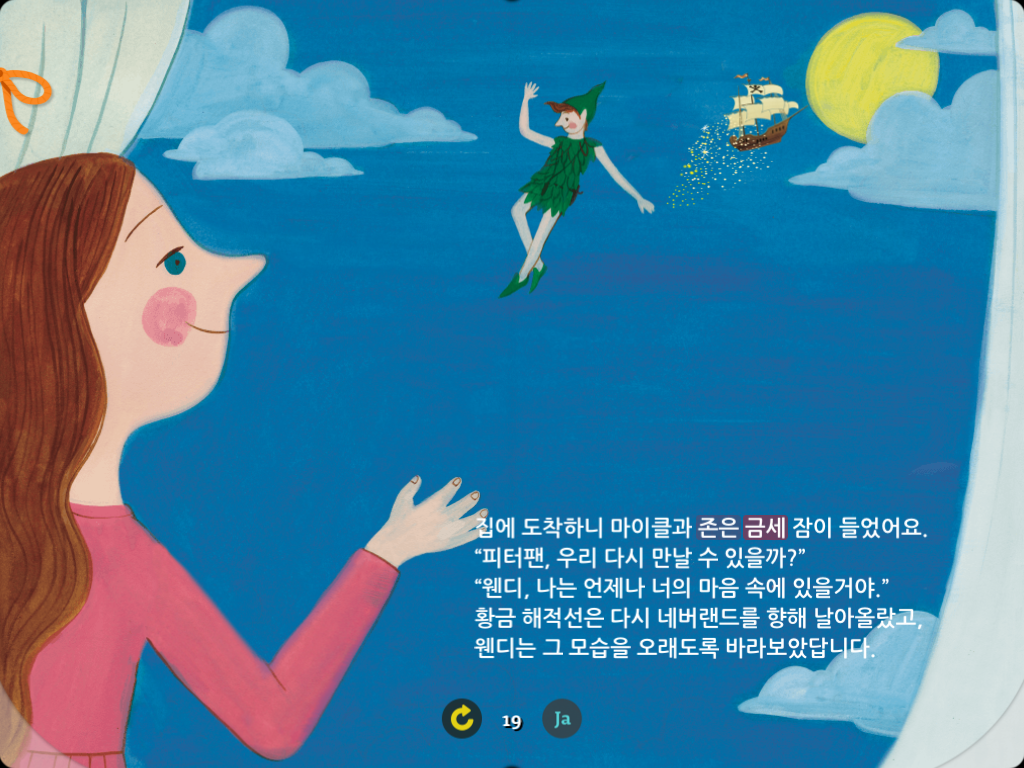 집에 도착하니 마이클과 존은 금세 잠이 들었어요.
“피터팬, 우리 다시 만날 수 있을까?”
“웬디, 나는 언제나 너의 마음 속에 있을거야.”
황금 해적선은 다시 네버랜드를 향해 날아올랐고,
웬디는 그 모습을 오래도록 바라보았답니다.
19
Ja